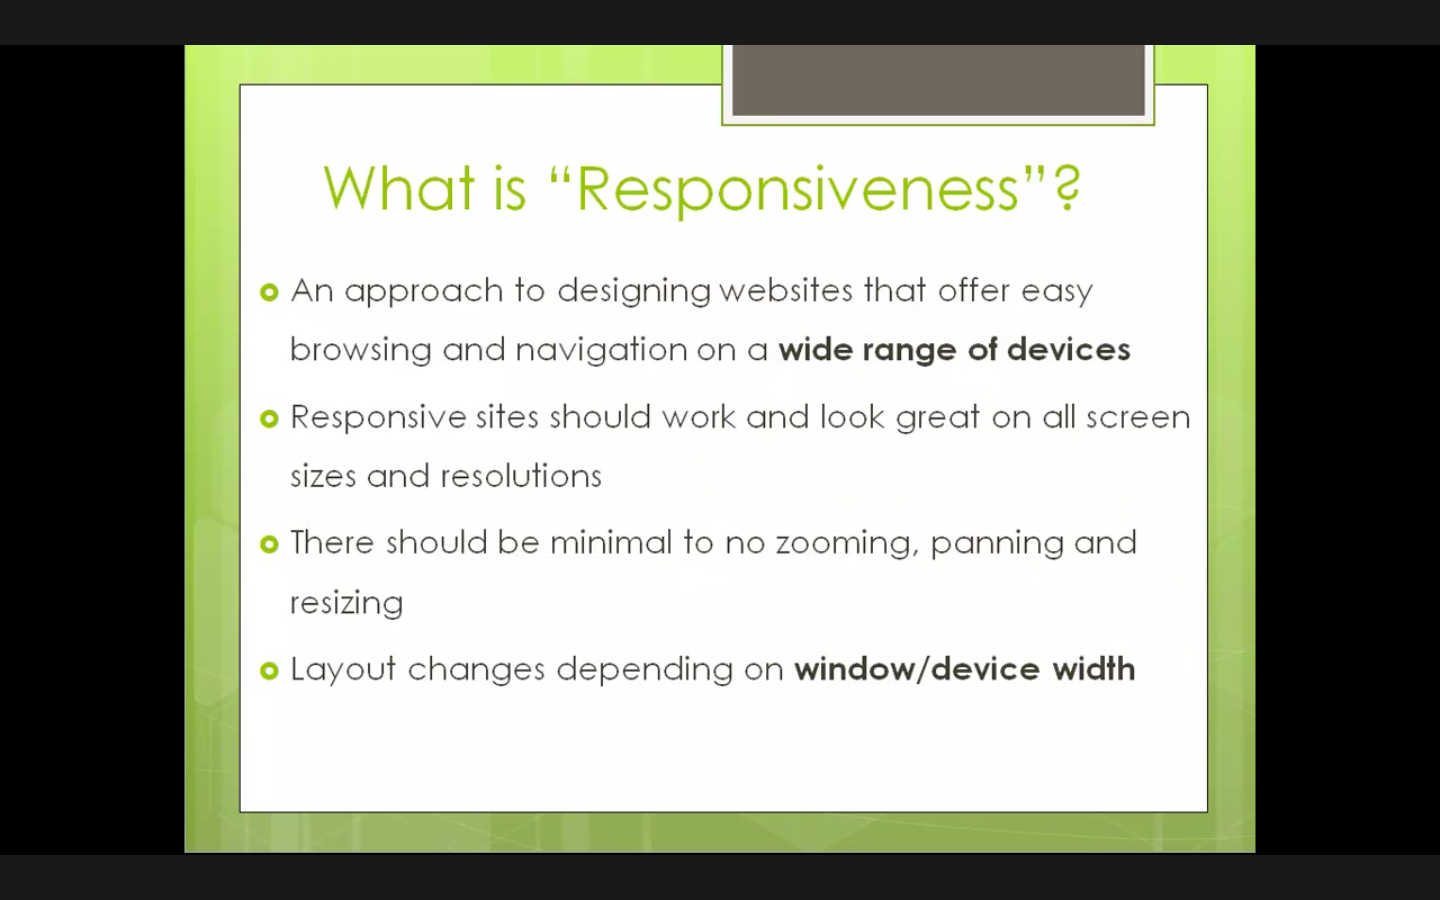 What is “Responsiveness”?
An approach to designing websites that offer easy
browsing and navigation on a wide range of devices
Responsive sites should work and look great on all screen
sizes and resolutions
There should be minimal to no zooming, panning and
resizing
Layout changes depending on window/device width